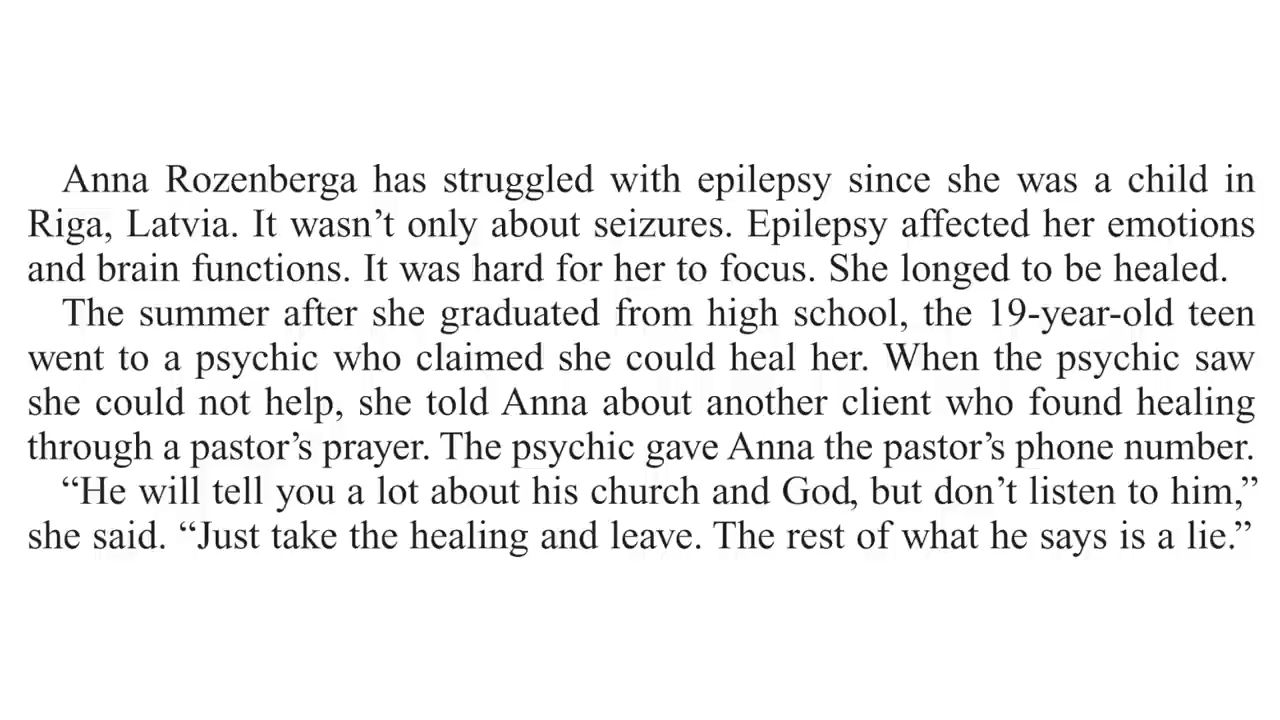 Anna Rozenberga has struggled with epilepsy since she was a child in
Riga, Latvia. It wasn’t only about seizures. Epilepsy affected her emotions
and brain functions. It was hard for her to focus. She longed to be healed.
The summer after she graduated from high school, the 19-year-old teen
went to a psychic who claimed she could heal her. When the psychic saw
she could not help, she told Anna about another client who found healing
through a pastor’s prayer. The psychic gave Anna the pastor’s phone number.
“He will tell you a lot about his church and God, but don’t listen to him,”
she said. “Just take the healing and leave. The rest of what he says is a lie.”